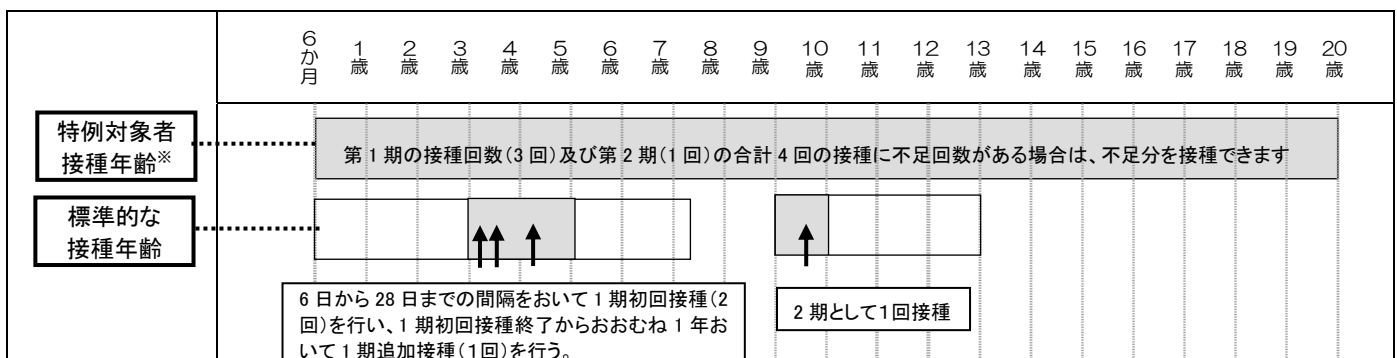 6か月 1歳 2歳 3歳 4歳 5歳 6歳 7歳 8歳 9歳 10歳 11歳 12歳 13歳 14歳 15歳 16歳 17歳 18歳 19歳 20歳
特例対象者
接種年齢※
第1期の接種回数(3回)及び第2期(1回)の合計4回の接種に不足回数がある場合は、不足分を接種できます
標準的な
接種年齢
6日から28日までの間隔をおいて1期初回接種(2
回)を行い、1期初回接種終了からおおむね1年お
いて1期追加接種(1回)を行う。
2期として1回接種